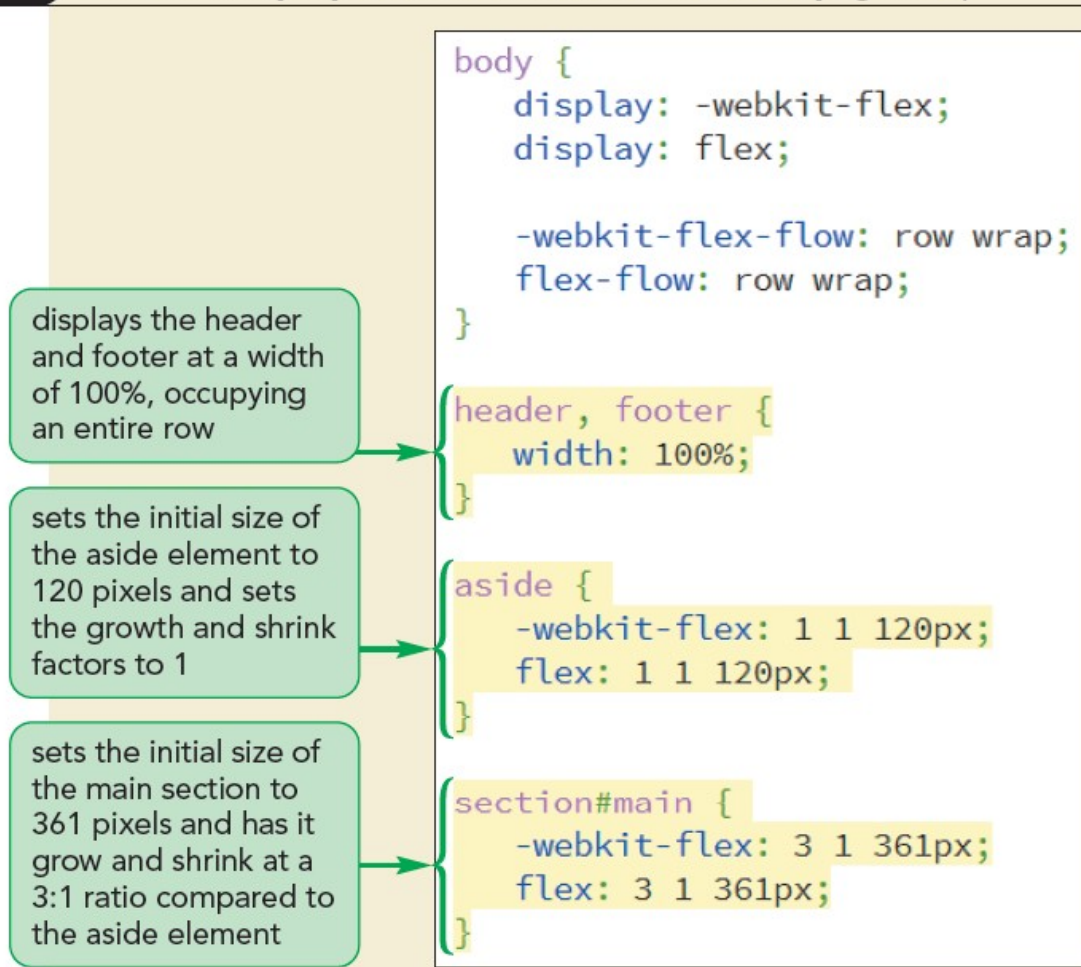 body {
display: -webkit-flex;
display: flex;
-webkit-flex-flow: row wrap;
flex-flow: row wrap;
}
displays the header
and footer at a width
of 100%, occupying
an entire row
header, footer {
width: 100%;
}
sets the initial size of
the aside element to
120 pixels and sets
the growth and shrink
factors to 1
aside {
-webkit-flex: 1 1 120px;
flex: 1 1 120px;
}
sets the initial size of
the main section to
361 pixels and has it
grow and shrink at a
3:1 ratio compared to
the aside element
section#main {
-webkit-flex: 3 1 361px;
flex: 3 1 361px;
}